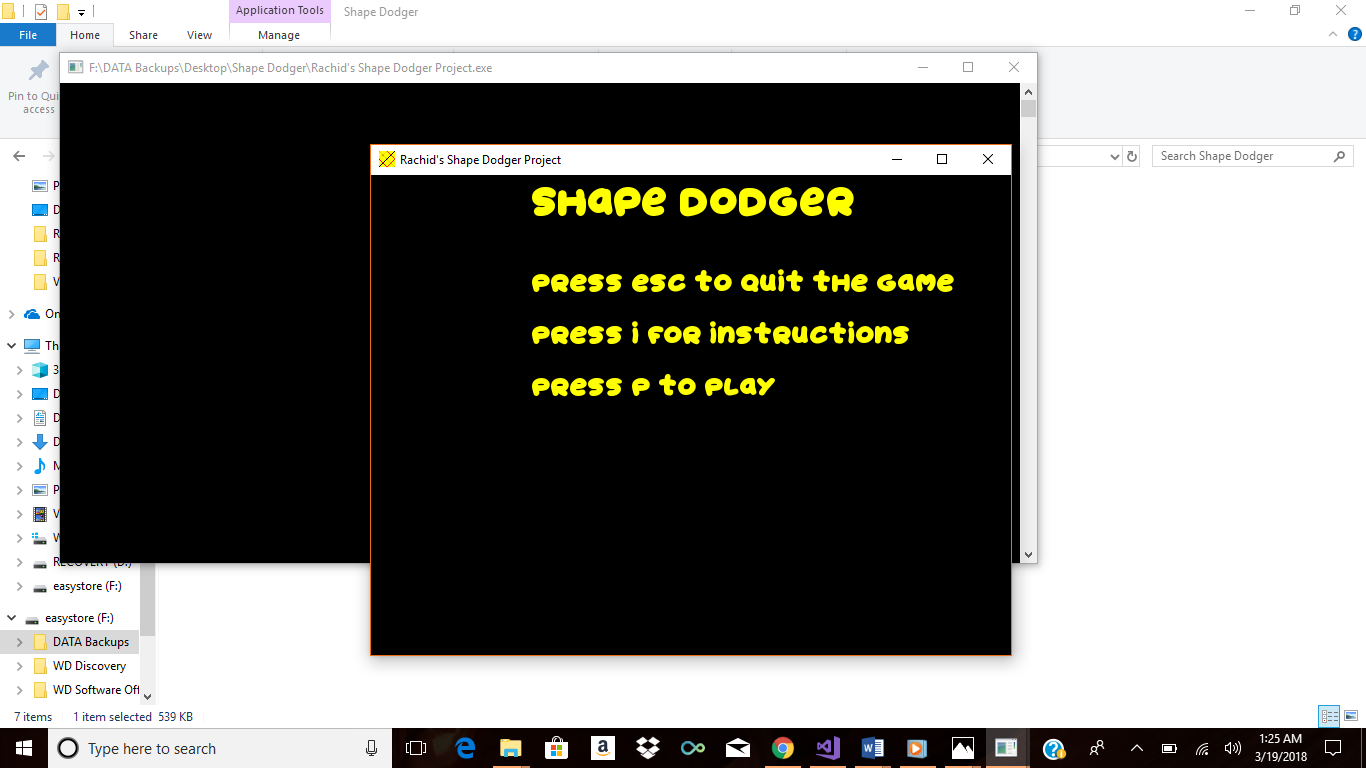 Application Tools
Shape Dodger
File
Home
Share
View
Manage
F:\DATA Backups\Desktop\Shape Dodger\Rachid's Shape Dodger Project.exe
Pin to Qui
access
Search Shape Dodger
Rachid's Shape Dodger Project
SHAPE DODGER
PRESS ESC TO QUIT THE GAME
PRESS I FOR INSTRUCTIONS
PRESS P TO PLAY
P
D
R
R
V
On
Th
3
D
D
D
M
P
V
W
RECOVERY (D:)
easystore (F:)
easystore (F:)
DATA Backups
WD Discovery
WD Software Off
7 items
1 item selected 539 KB
Type here to search
1:25 AM
3/19/2018